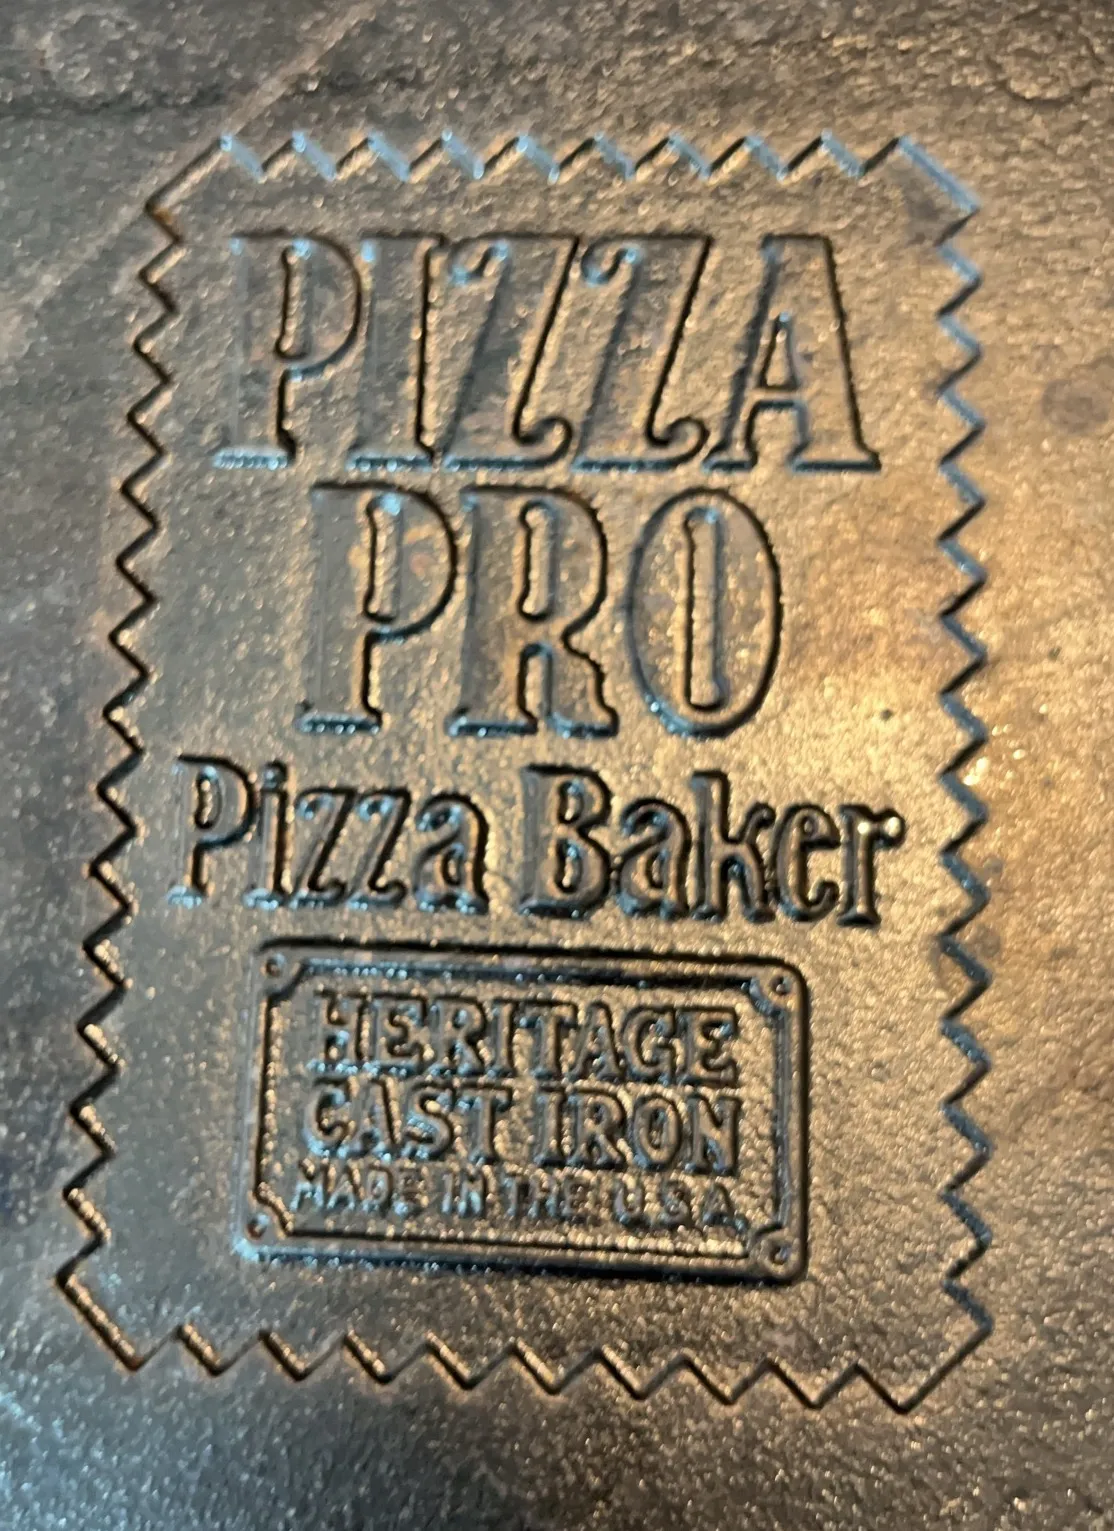 PIZZA
PRO
Pizza Baker
HERITAGE
CAST IRON
MADE IN THE U.S.A.